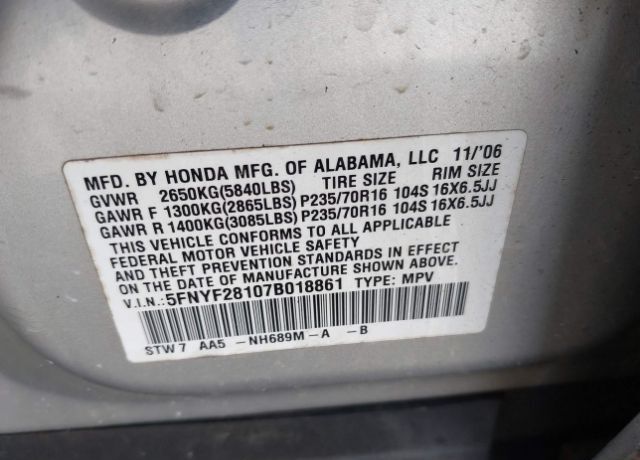 MFD. BY HONDA MFG. OF ALABAMA, LLC 11/'06
GVWR 2650KG(5840LBS) TIRE SIZE RIM SIZE
GAWR F 1300KG(2865LBS) P235/70R16 104S 16X6.5JJ
GAWR R 1400KG(3085LBS) P235/70R16 104S 16X6.5JJ
THIS VEHICLE CONFORMS TO ALL APPLICABLE
FEDERAL MOTOR VEHICLE SAFETY
AND THEFT PREVENTION STANDARDS IN EFFECT
ON THE DATE OF MANUFACTURE SHOWN ABOVE.
V.I.N.: 5FNYF28107B018861 TYPE: MPV
STW7 AA5 -NH689M-A -B